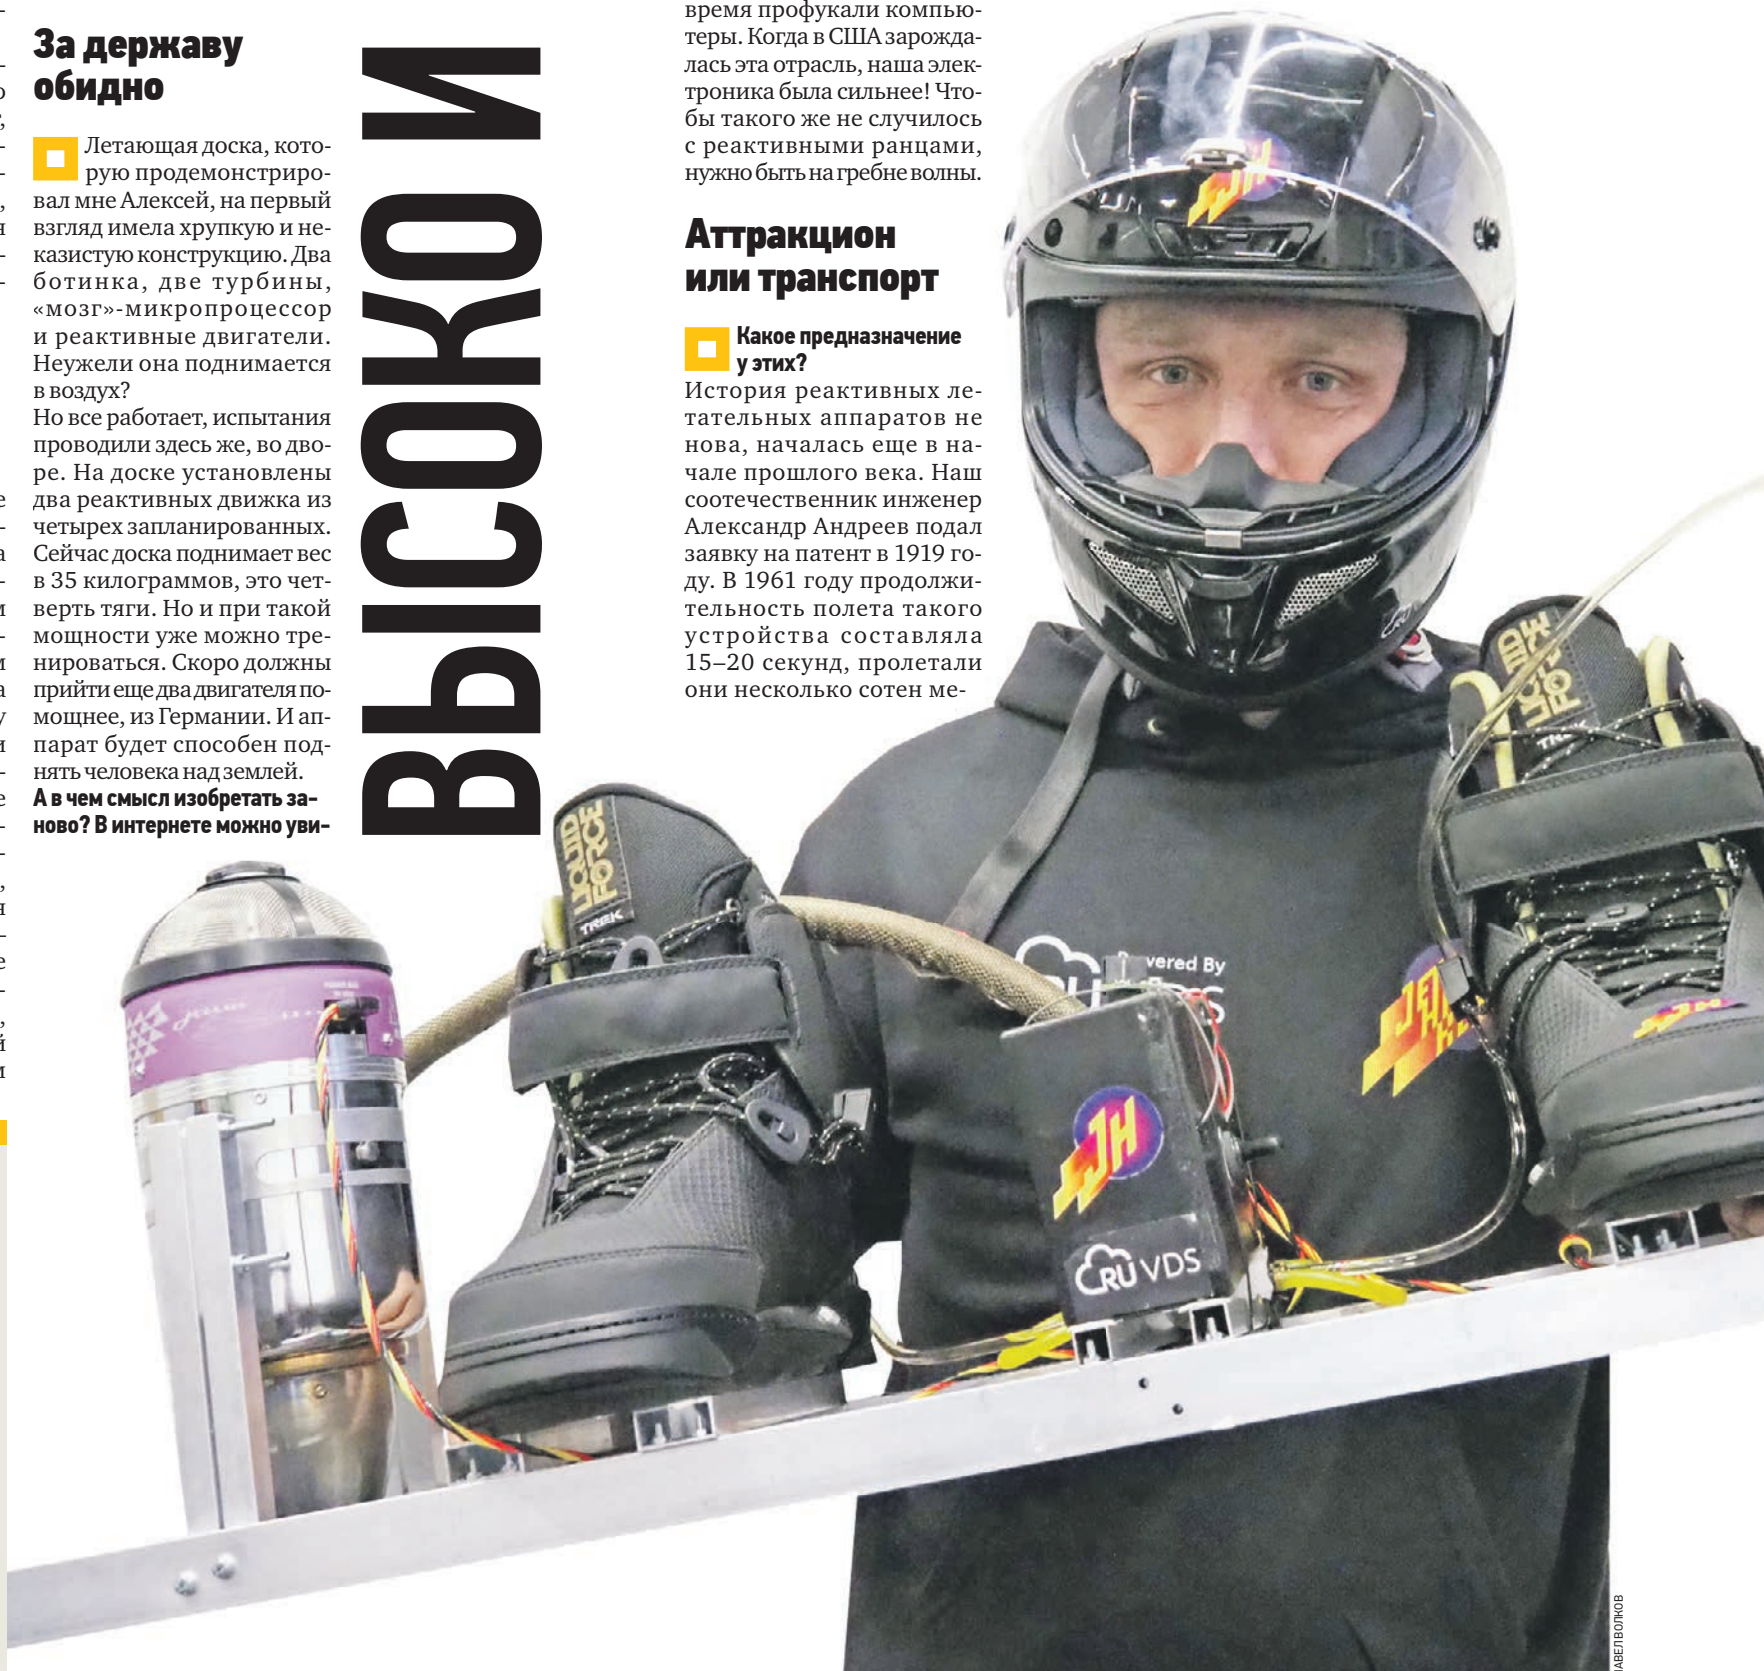 За державу
обидно
Летающая доска, кото-
рую продемонстриро-
вал мне Алексей, на первый
взгляд имела хрупкую и не-
казистую конструкцию. Два
ботинка, две турбины,
«мозг»-микропроцессор
и реактивные двигатели.
Неужели она поднимается
в воздух?
Но все работает, испытания
проводили здесь же, во дво-
ре. На доске установлены
два реактивных движка из
четырех запланированных.
Сейчас доска поднимает вес
в 35 килограммов, это чет-
верть тяги. Но и при такой
мощности уже можно тре-
нироваться. Скоро должны
прийти еще два двигателя по-
мощнее, из Германии. И ап-
парат будет способен под-
нять человека над землей.
А в чем смысл изобретать за-
ново? В интернете можно уви-
ВЫСОКО И
время профукали компью-
теры. Когда в США зарожда-
лась эта отрасль, наша элек-
троника была сильнее! Что-
бы такого же не случилось
с реактивными ранцами,
нужно быть на гребне волны.
Аттракцион
или транспорт
Какое предназначение
у этих?
История реактивных ле-
тательных аппаратов не
нова, началась еще в на-
чале прошлого века. Наш
соотечественник инженер
Александр Андреев подал
заявку на патент в 1919 го-
ду. В 1961 году продолжи-
тельность полета такого
устройства составляла
15–20 секунд, пролетали
они несколько сотен ме-
JH
LIQUID
FORCE
TREK
LIQUID
FORCE
By
JH
RU VDS